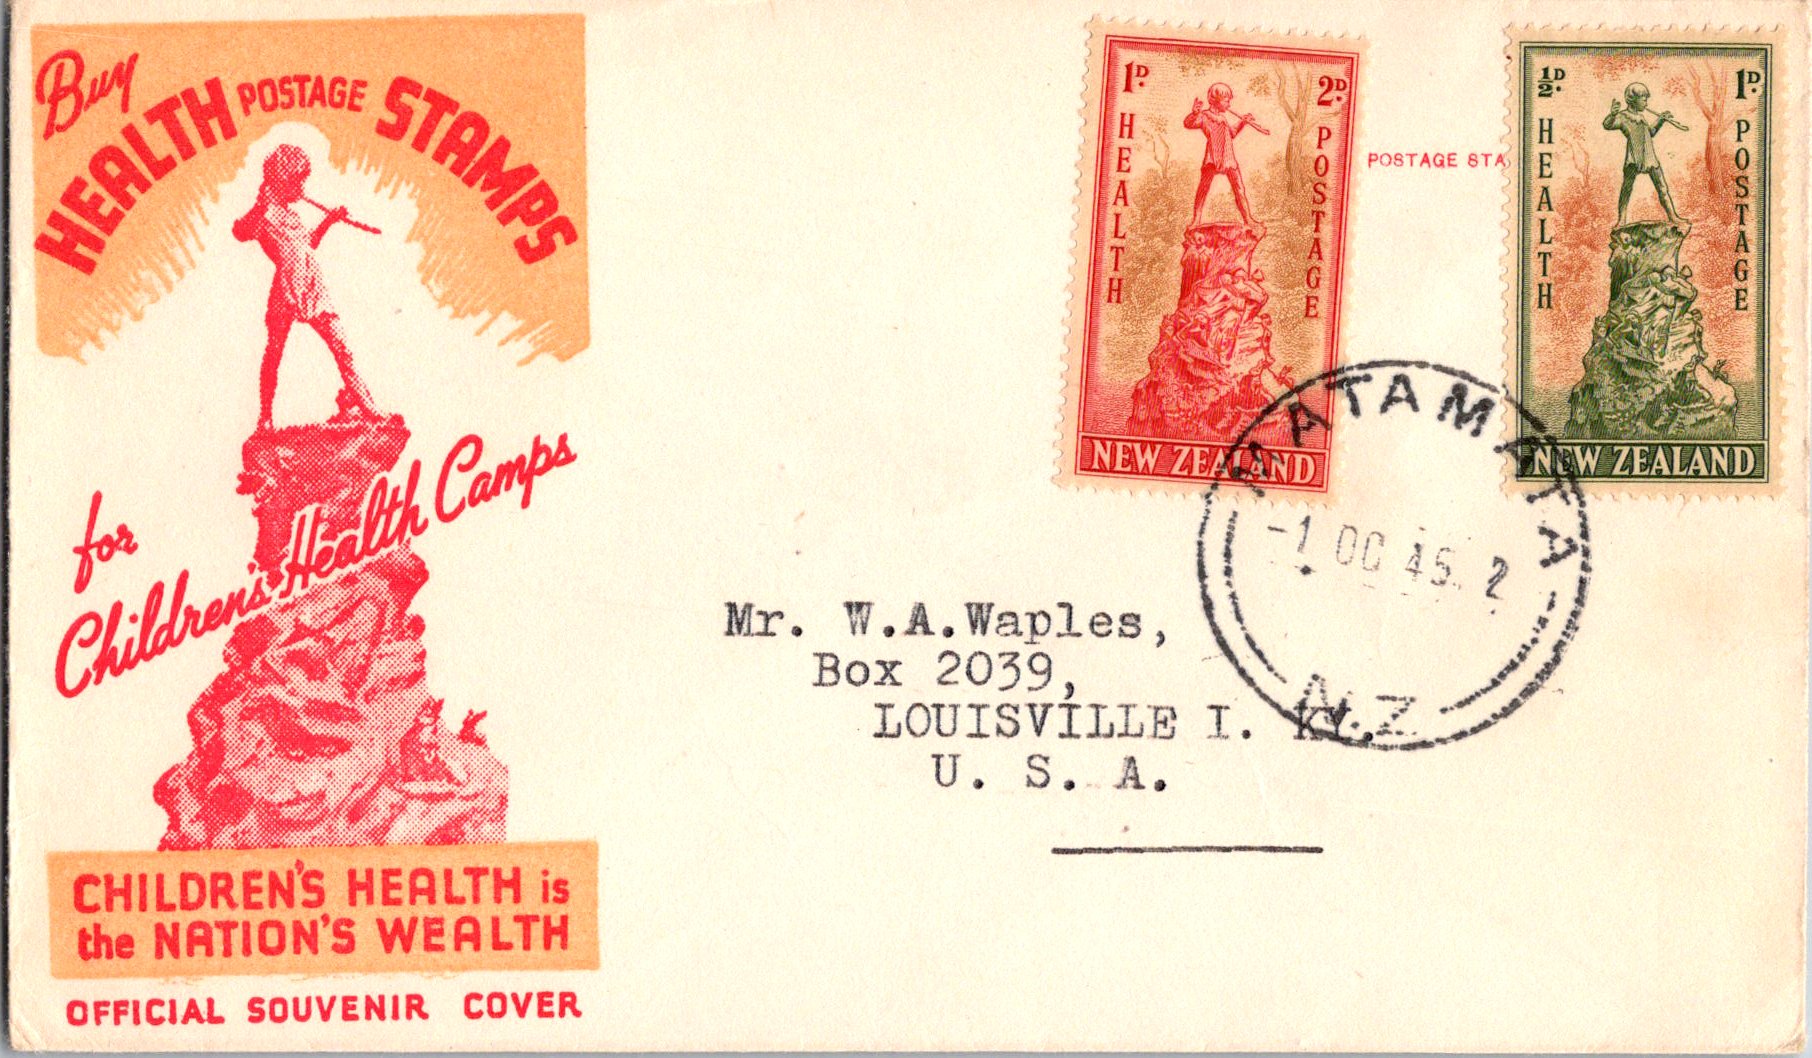 Buy
HEALTH POSTAGE STAMPS
for
Children's Health Camps
CHILDREN'S HEALTH is
the NATION'S WEALTH
OFFICIAL SOUVENIR COVER
1D. 2D.
HEALTH
POSTAGE
NEW ZEALAND
POSTAGE STA
½D. 1D.
HEALTH
POSTAGE
NEW ZEALAND
MATAMATA
-1 OC 45. 2
N.Z
Mr. W.A.Waples,
Box 2039,
LOUISVILLE I. KY.
U. S. A.